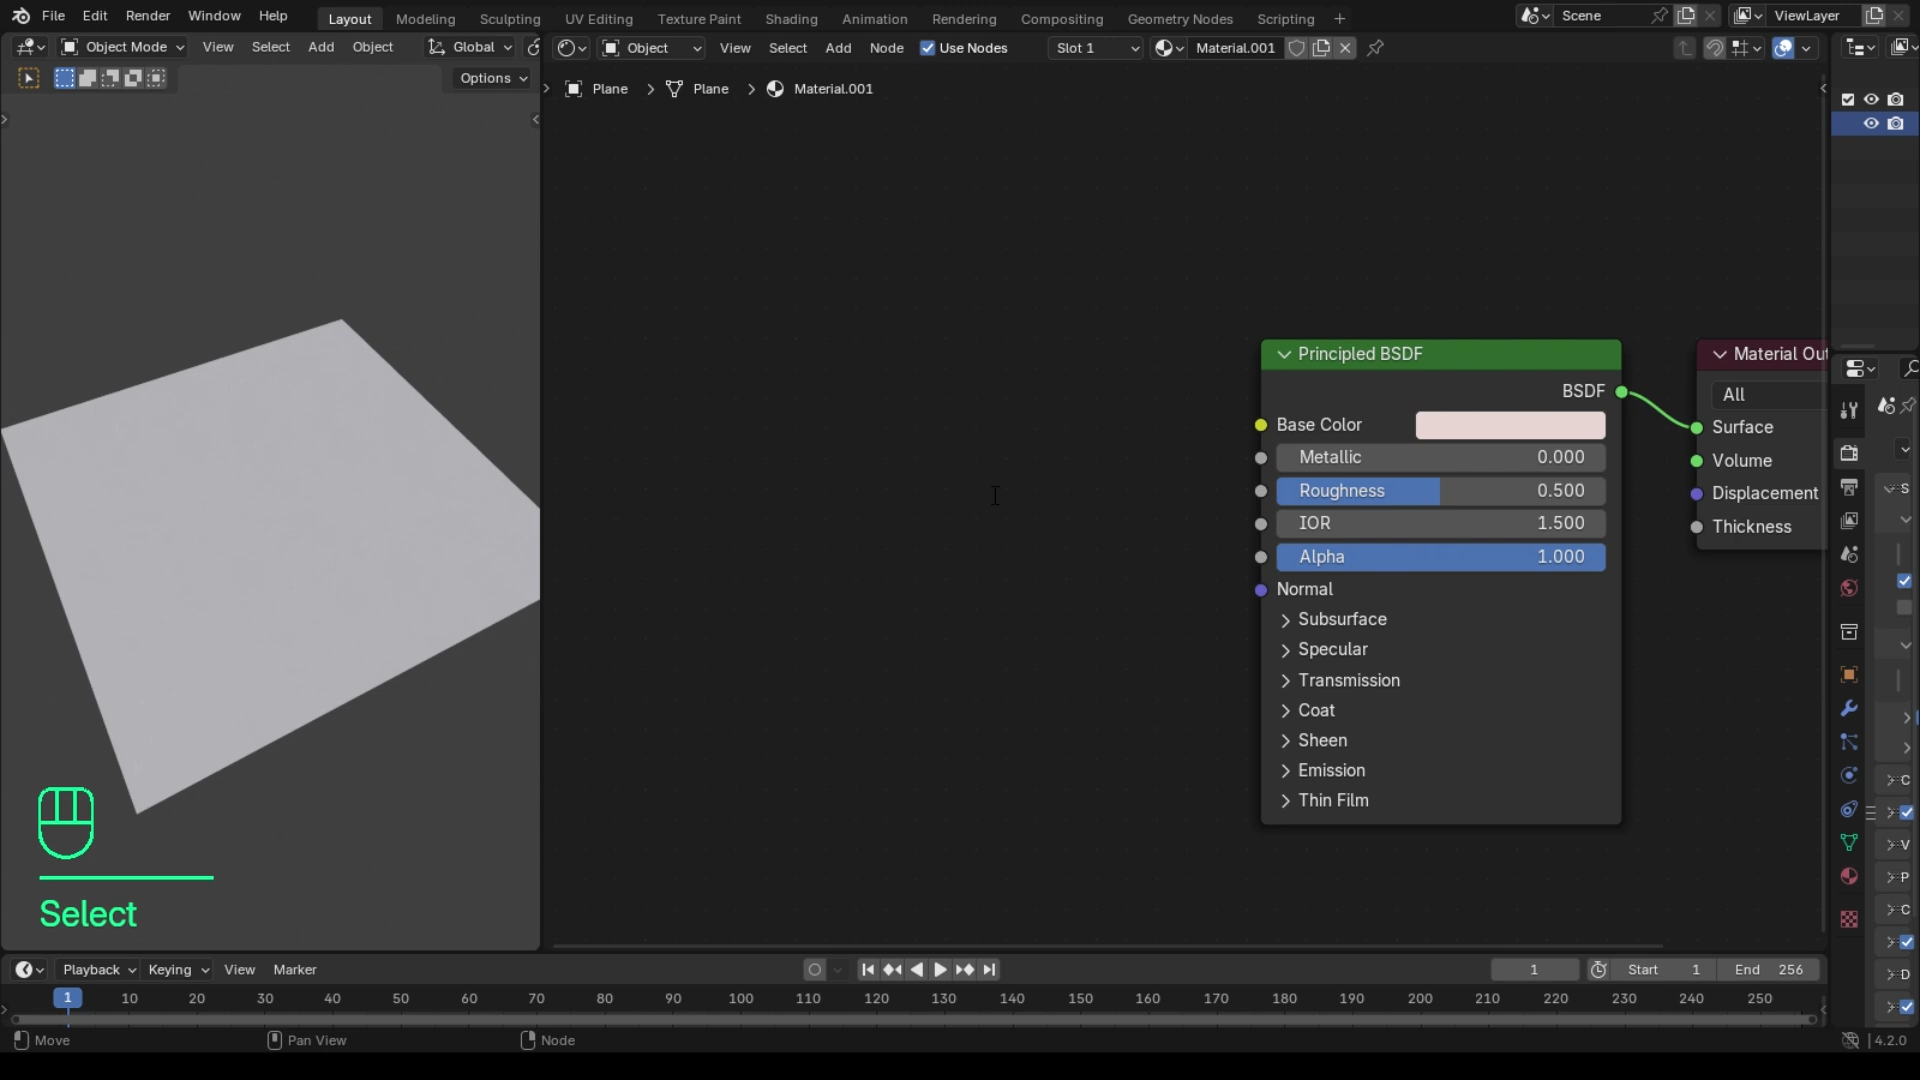 File Edit Render Window Help Layout Modeling Sculpting UV Editing Texture Paint Shading Animation Rendering Compositing Geometry Nodes Scripting + Scene ViewLayer
Object Mode View Select Add Object Global Object View Select Add Node Use Nodes Slot 1 Material.001
Options
Plane Plane Material.001
Principled BSDF
BSDF
Base Color
Metallic 0.000
Roughness 0.500
IOR 1.500
Alpha 1.000
Normal
Subsurface
Specular
Transmission
Coat
Sheen
Emission
Thin Film
Material Out
All
Surface
Volume
Displacement
Thickness
S
C
V
P
C
D
Select
Playback Keying View Marker 1 Start 1 End 256
1 10 20 30 40 50 60 70 80 90 100 110 120 130 140 150 160 170 180 190 200 210 220 230 240 250
Move Pan View Node 4.2.0